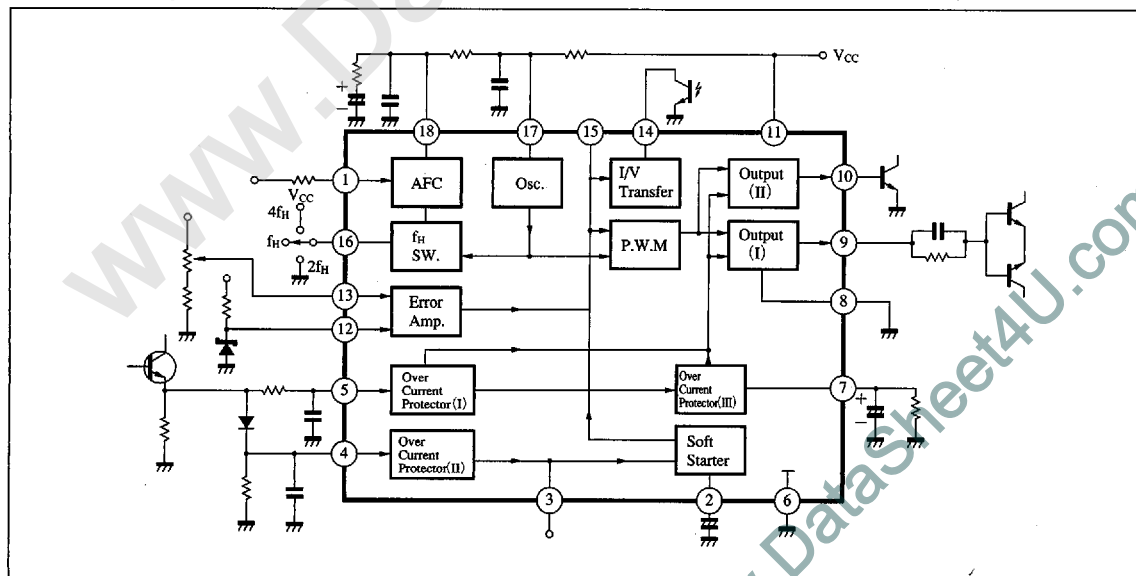 www.Da
VCC
+
−
18
17
15
14
11
1
AFC
Osc.
I/V
Transfer
Output
(II)
10
VCC
4fH
fH
2fH
16
fH
SW.
P.W.M
Output
(I)
9
13
Error
Amp.
12
8
5
Over
Current
Protector(I)
Over
Current
Protector(III)
7
+
−
4
Over
Current
Protector(II)
Soft
Starter
3
2
6
DataSheet4U.com